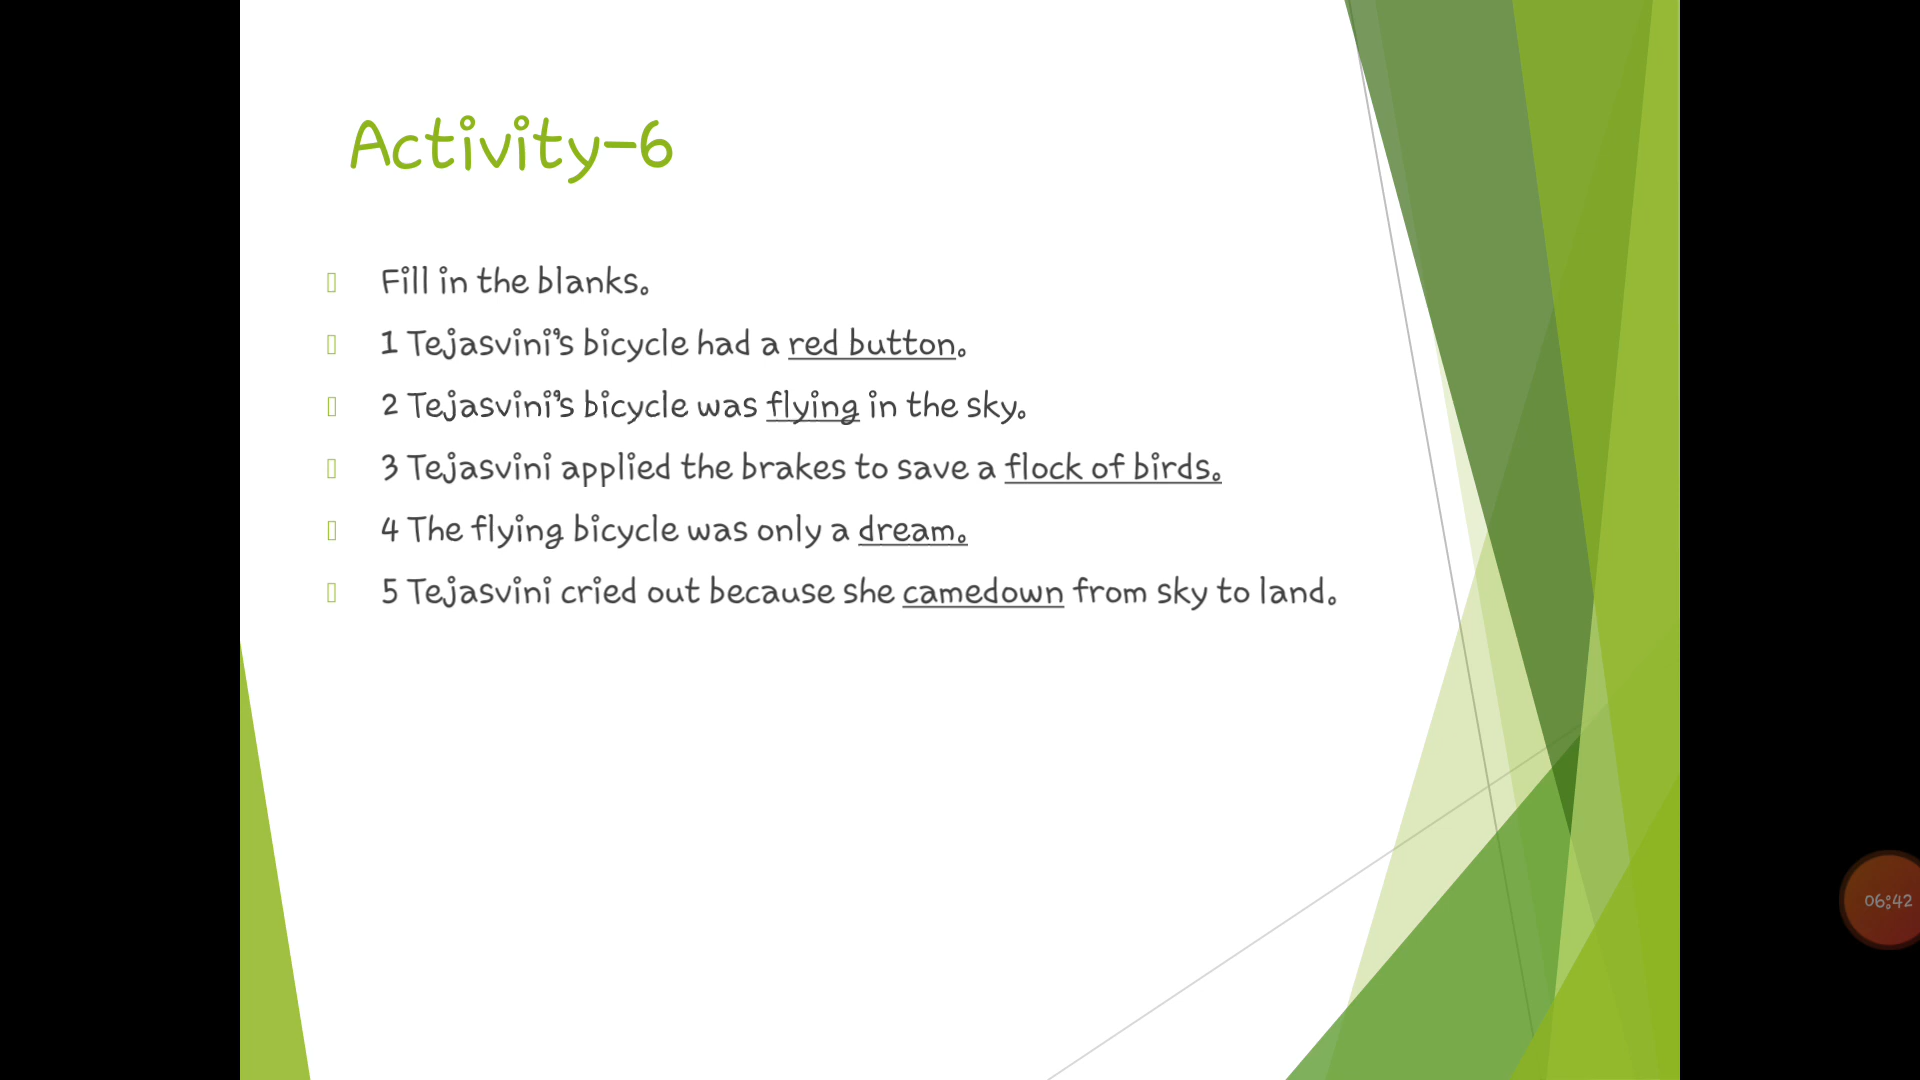 Activity-6
Fill in the blanks.
1 Tejasvini's bicycle had a red button.
2 Tejasvini's bicycle was flying in the sky.
3 Tejasvini applied the brakes to save a flock of birds.
4 The flying bicycle was only a dream.
5 Tejasvini cried out because she camedown from sky to land.
06:42